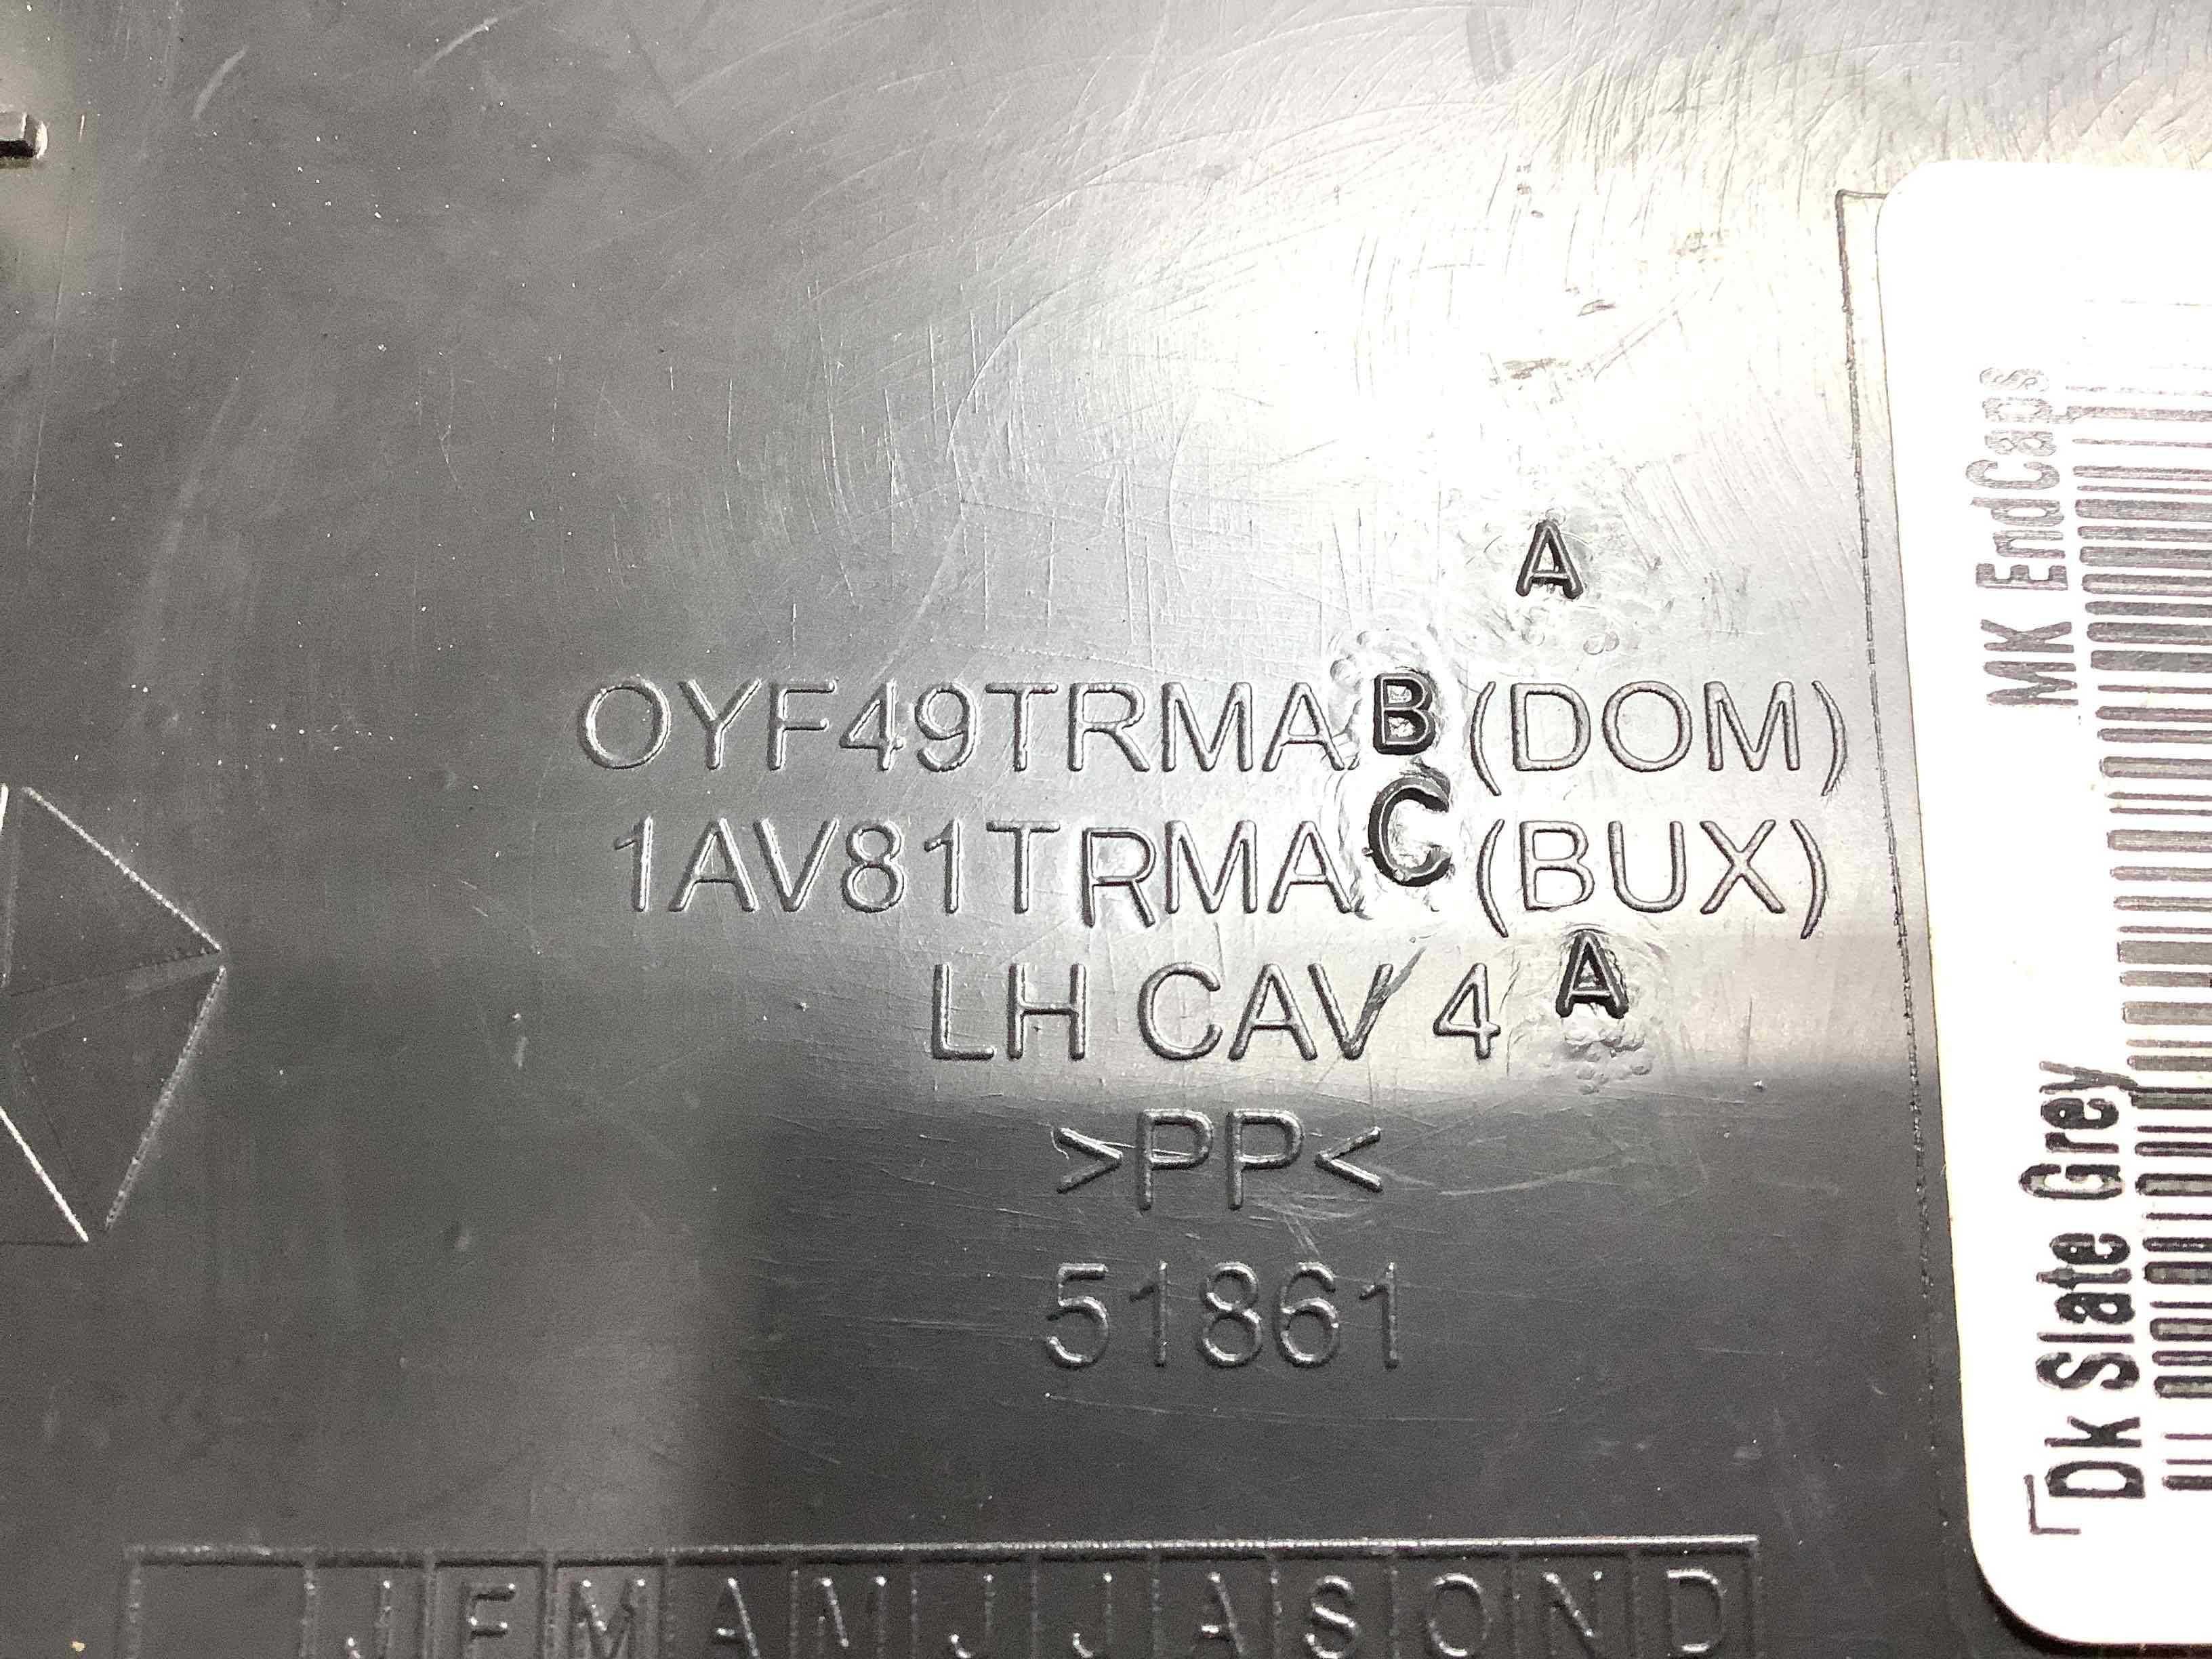 A
OYF49TRMAB (DOM)
1AV81TRMAC (BUX)
LH CAV 4 A
>PP<
51861
J F M A M J J A S O N D
MK EndCaps
Dk Slate Grey